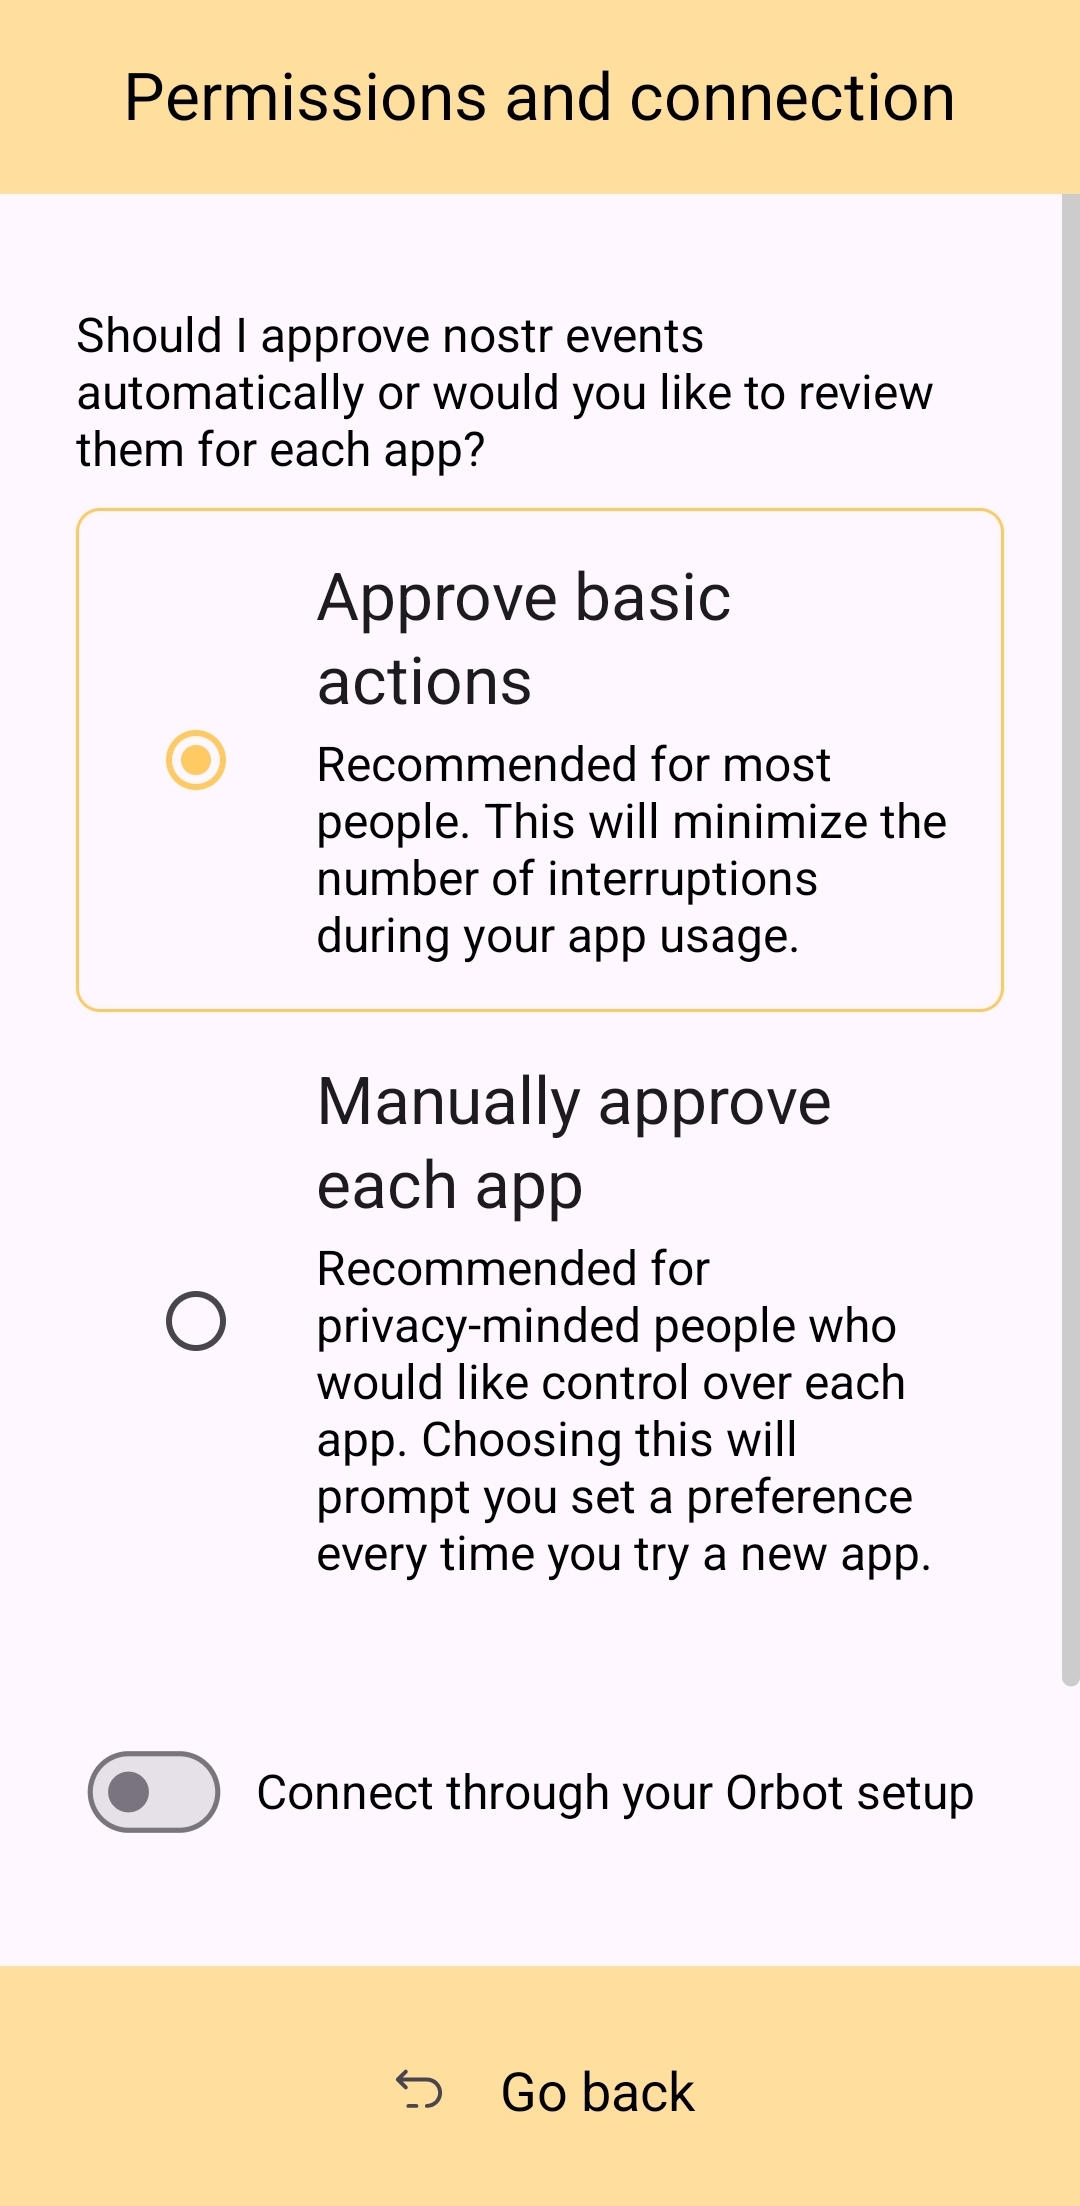 Permissions and connection
Should I approve nostr events
automatically or would you like to review
them for each app?
Approve basic
actions
Recommended for most
people. This will minimize the
number of interruptions
during your app usage.
Manually approve
each app
Recommended for
privacy-minded people who
would like control over each
app. Choosing this will
prompt you set a preference
every time you try a new app.
Connect through your Orbot setup
Go back